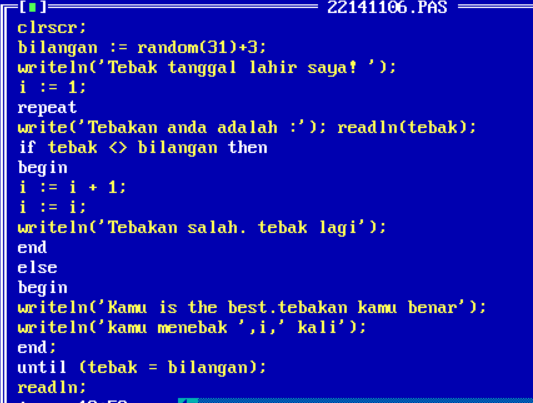 22141106.PAS
clrscr;
bilangan := random(31)+3;
writeln('Tebak tanggal lahir saya! ');
i := 1;
repeat
write('Tebakan anda adalah :'); readln(tebak);
if tebak <> bilangan then
begin
i := i + 1;
i := i;
writeln('Tebakan salah. tebak lagi');
end
else
begin
writeln('Kamu is the best.tebakan kamu benar');
writeln('kamu menebak ',i,' kali');
end;
until (tebak = bilangan);
readln;